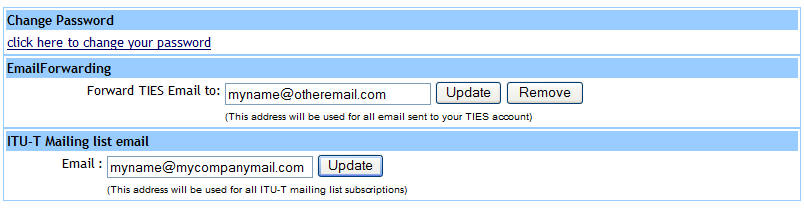 Change Password
click here to change your password
EmailForwarding
Forward TIES Email to: myname@otheremail.com Update Remove
(This address will be used for all email sent to your TIES account)
ITU-T Mailing list email
Email : myname@mycompanymail.com Update
(This address will be used for all ITU-T mailing list subscriptions)